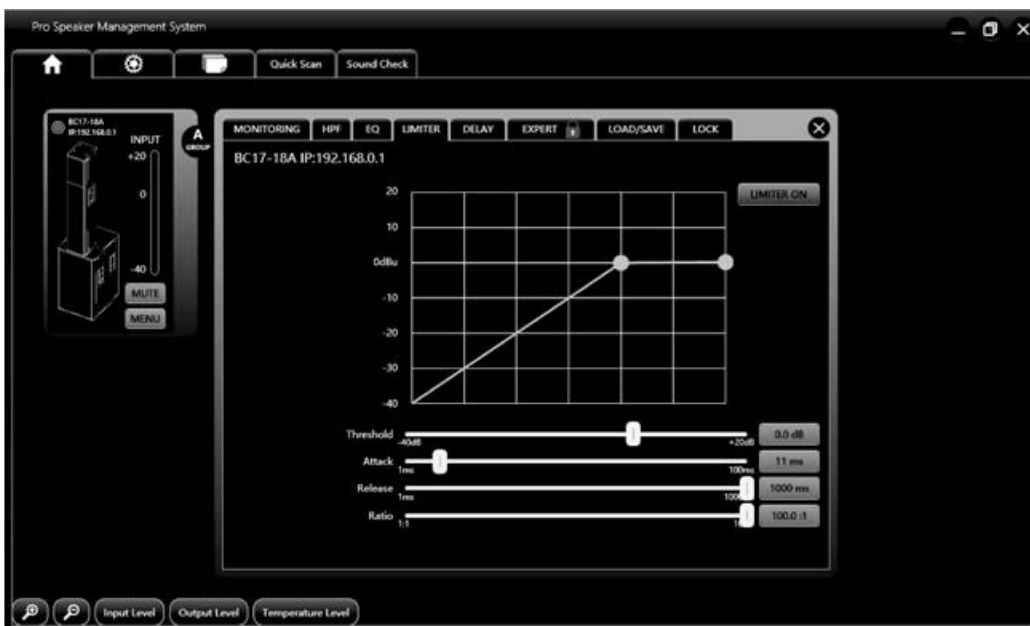 Pro Speaker Management System
Quick Scan
Sound Check
BC17-18A
IP:192.168.0.1
INPUT
+20
0
-40
MUTE
MENU
A
GROUP
MONITORING HPF EQ LIMITER DELAY EXPERT LOAD/SAVE LOCK
BC17-18A IP:192.168.0.1
LIMITER ON
20
10
0dBu
-10
-20
-30
-40
Threshold -40dB +20dB 0.0 dB
Attack 1ms 100ms 11 ms
Release 1ms 1000 ms
Ratio 1:1 100.0 :1
Input Level Output Level Temperature Level